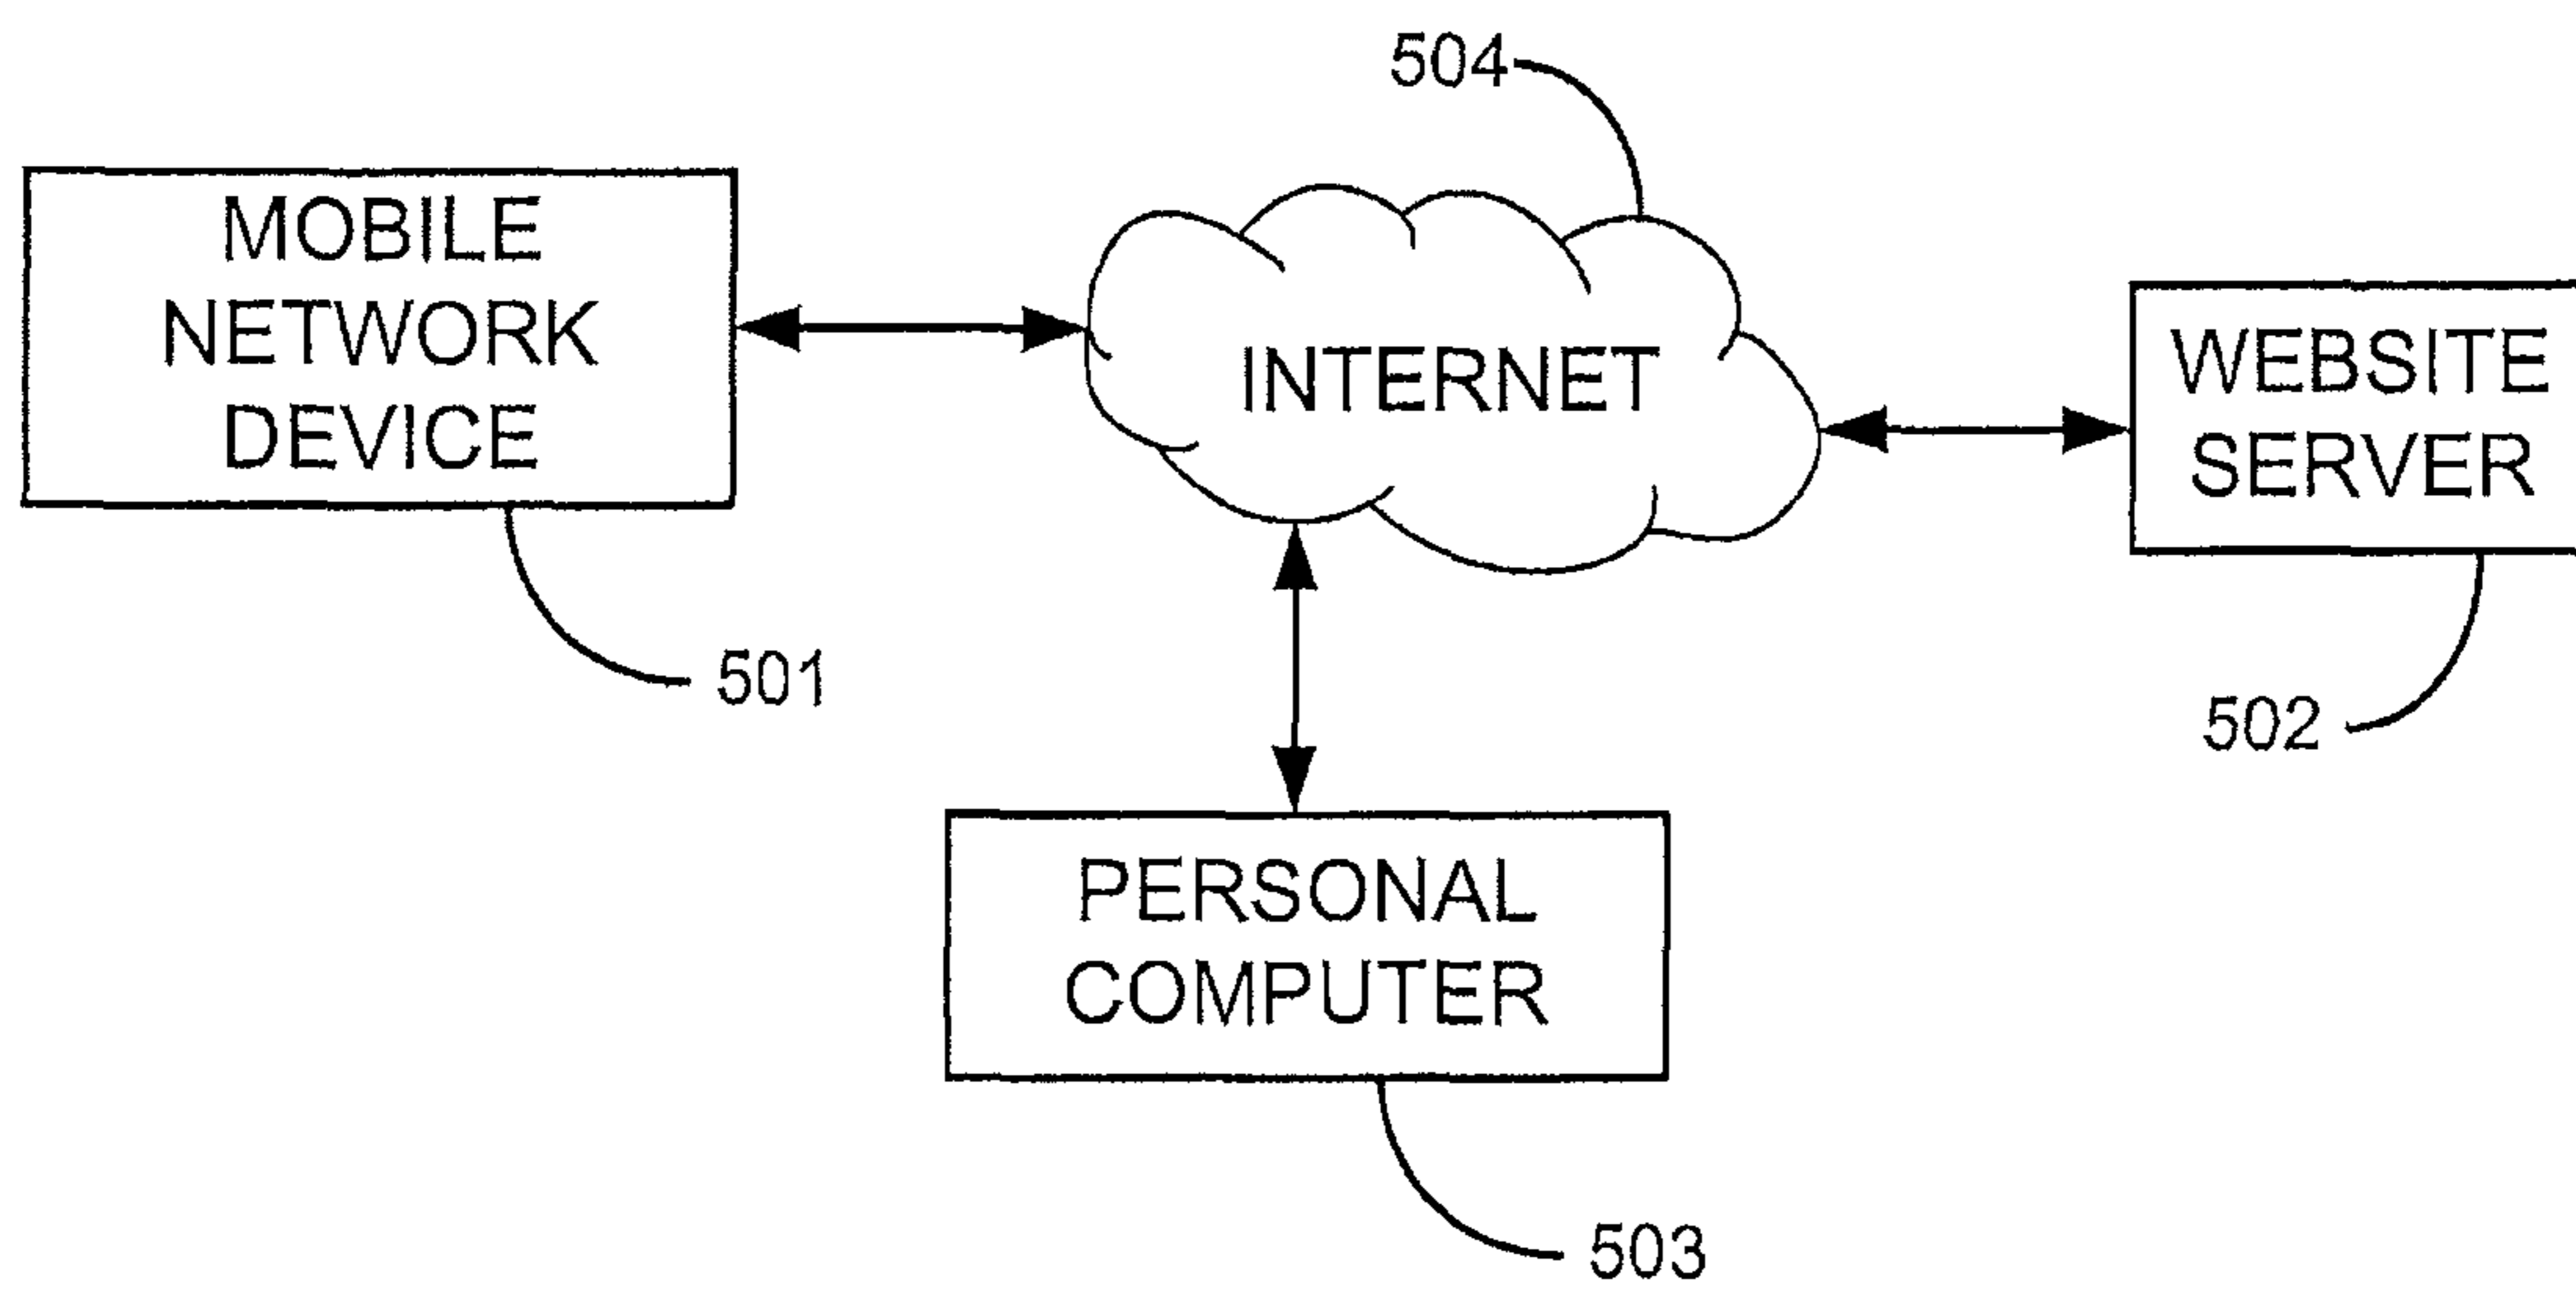 504
MOBILE
NETWORK
DEVICE
INTERNET
WEBSITE
SERVER
501
502
PERSONAL
COMPUTER
503